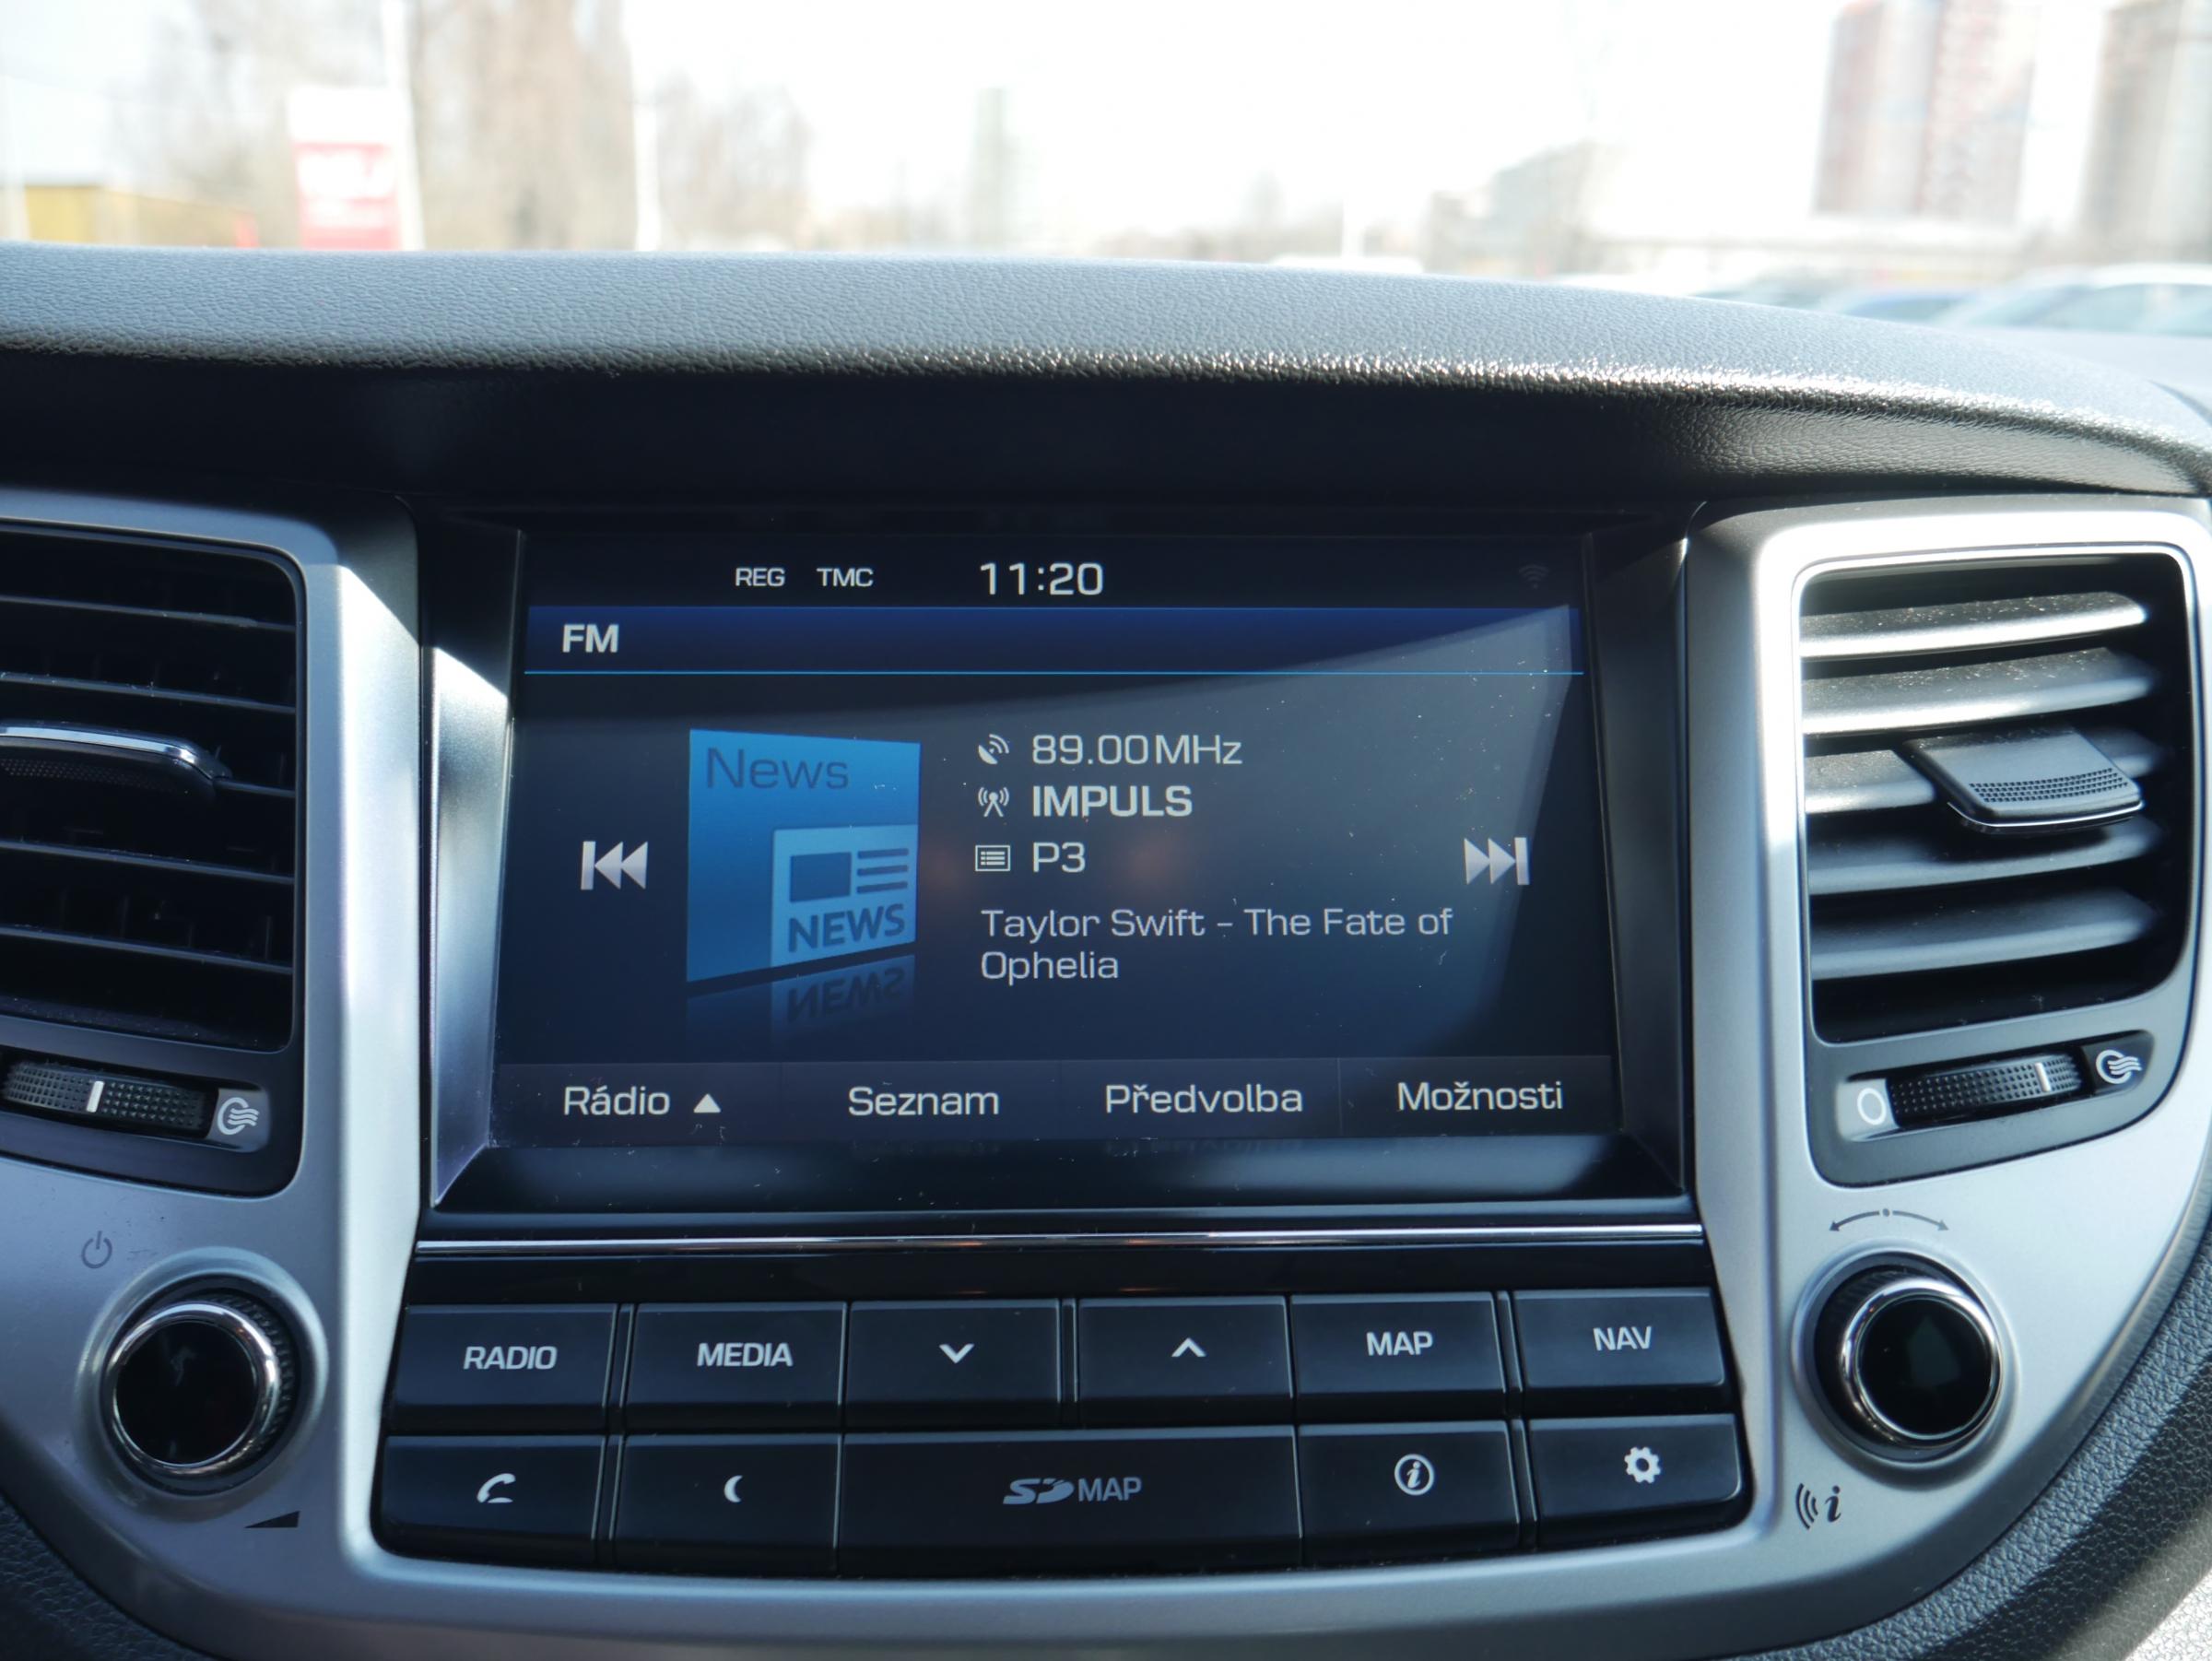 REG TMC 11:20
FM
News
NEWS
89.00MHz
IMPULS
P3
Taylor Swift - The Fate of
Ophelia
Rádio ▲ Seznam Předvolba Možnosti
RADIO MEDIA MAP NAV
SD MAP i
i